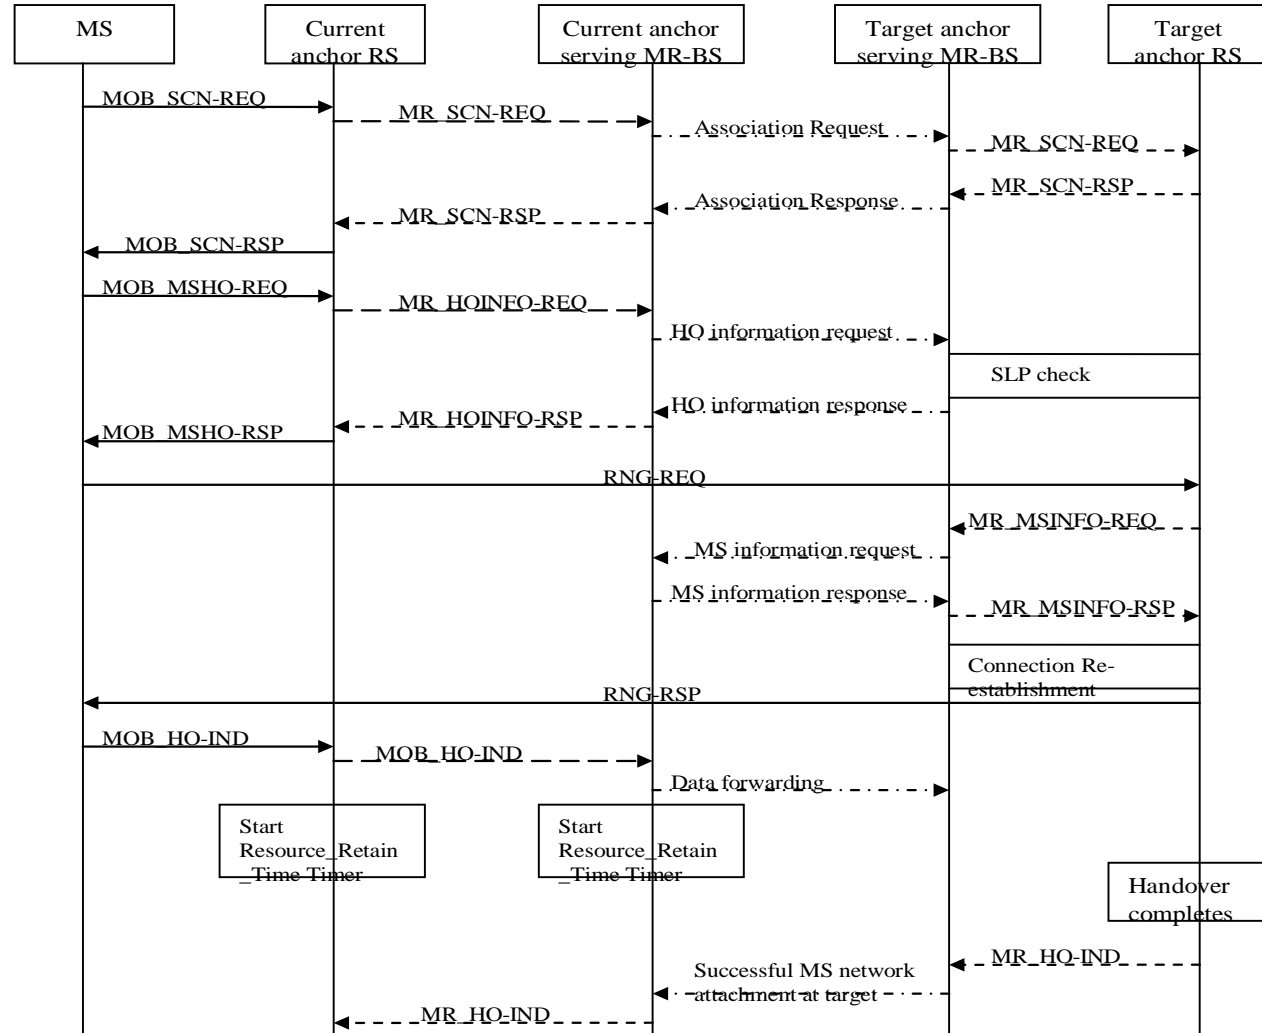 MS
Current
anchor RS
Current anchor
serving MR-BS
Target anchor
serving MR-BS
Target
anchor RS
MOB_SCN-REQ
MR_SCN-REQ
Association Request
MR_SCN-REQ
MR_SCN-RSP
Association Response
MR_SCN-RSP
MOB_SCN-RSP
MOB_MSHO-REQ
MR_HOINFO-REQ
HO information request
SLP check
HO information response
MR_HOINFO-RSP
MOB_MSHO-RSP
RNG-REQ
MR_MSINFO-REQ
MS information request
MS information response
MR_MSINFO-RSP
Connection Re-
establishment
RNG-RSP
MOB_HO-IND
MOB_HO-IND
Data forwarding
Start
Resource_Retain
_Time Timer
Start
Resource_Retain
_Time Timer
Handover
completes
MR_HO-IND
Successful MS network
attachment at target
MR_HO-IND